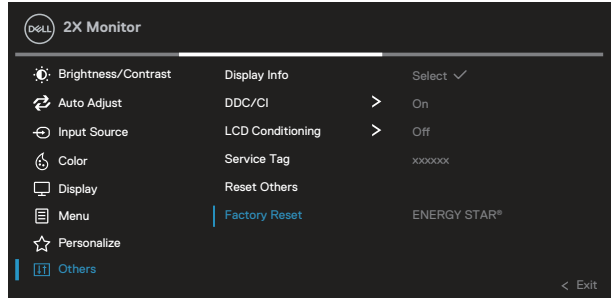 DELL 2X Monitor
Brightness/Contrast Display Info Select ✓
Auto Adjust DDC/CI > On
Input Source LCD Conditioning > Off
Color Service Tag xxxxxx
Display Reset Others
Menu Factory Reset ENERGY STAR®
Personalize
Others
< Exit